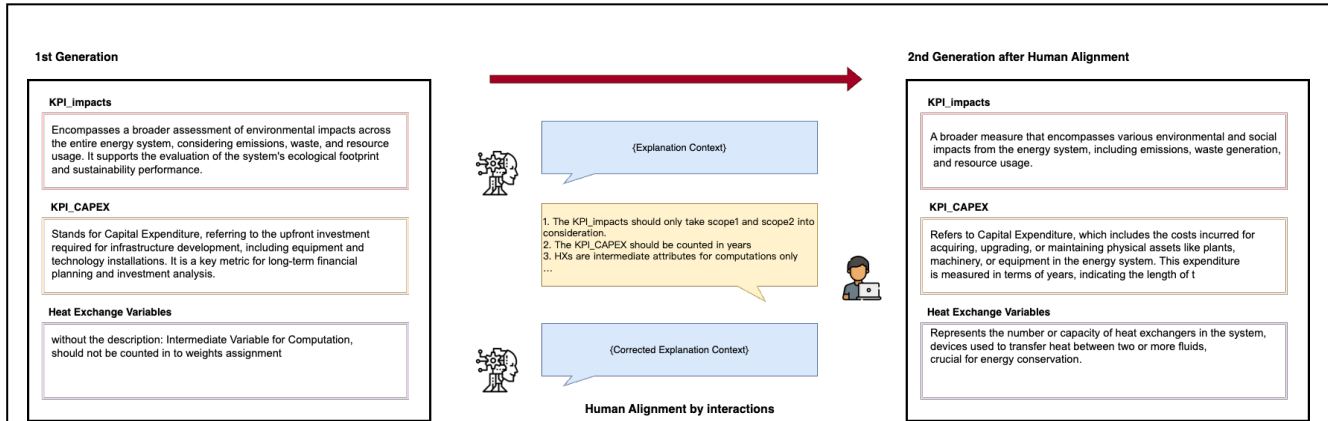 1st Generation
KPI_impacts
Encompasses a broader assessment of environmental impacts across
the entire energy system, considering emissions, waste, and resource
usage. It supports the evaluation of the system's ecological footprint
and sustainability performance.
KPI_CAPEX
Stands for Capital Expenditure, referring to the upfront investment
required for infrastructure development, including equipment and
technology installations. It is a key metric for long-term financial
planning and investment analysis.
Heat Exchange Variables
without the description: Intermediate Variable for Computation,
should not be counted in to weights assignment
{Explanation Context}
1. The KPI_impacts should only take scope1 and scope2 into
consideration.
2. The KPI_CAPEX should be counted in years
3. HXs are intermediate attributes for computations only
...
{Corrected Explanation Context}
Human Alignment by interactions
2nd Generation after Human Alignment
KPI_impacts
A broader measure that encompasses various environmental and social
impacts from the energy system, including emissions, waste generation,
and resource usage.
KPI_CAPEX
Refers to Capital Expenditure, which includes the costs incurred for
acquiring, upgrading, or maintaining physical assets like plants,
machinery, or equipment in the energy system. This expenditure
is measured in terms of years, indicating the length of t
Heat Exchange Variables
Represents the number or capacity of heat exchangers in the system,
devices used to transfer heat between two or more fluids,
crucial for energy conservation.